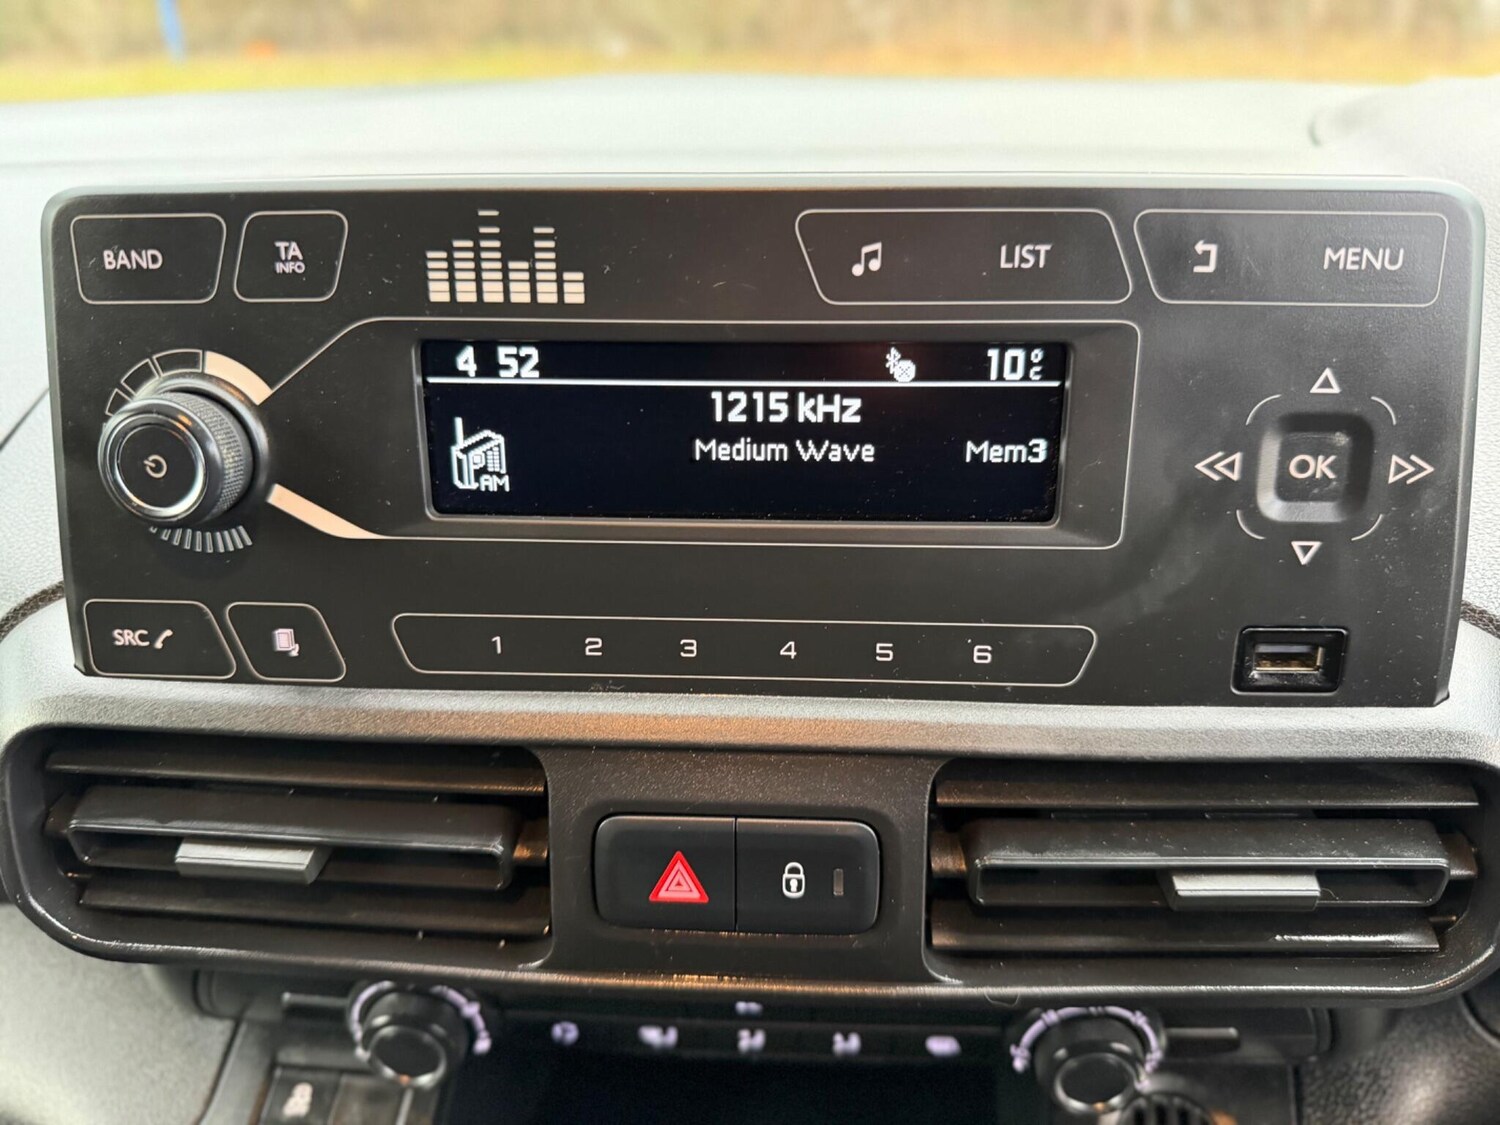 BAND
TA
INFO
LIST
MENU
4 52
10°C
1215 kHz
Medium Wave
Mem3
AM
OK
SRC
1 2 3 4 5 6